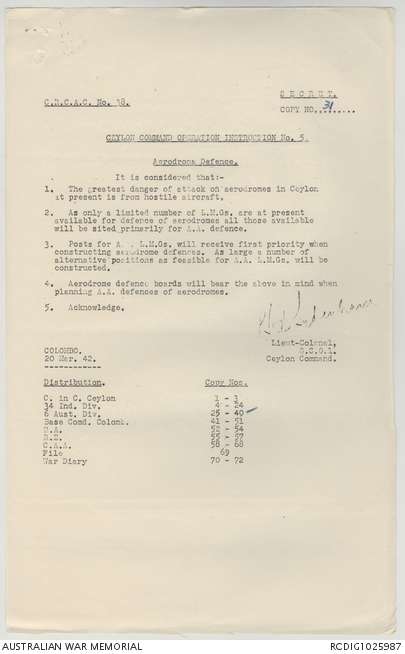 S E C R E T.
C.R.C.A.C. No. 18.
COPY NO. 31
CEYLON COMMAND OPERATION INSTRUCTION No. 5.
Aerodrome Defence.
It is considered that:-
1. The greatest danger of attack on aerodromes in Ceylon
at present is from hostile aircraft.
2. As only a limited number of L.M.Gs. are at present
available for defence of aerodromes all those available
will be sited primarily for A.A. defence.
3. Posts for A.A. L.M.Gs. will receive first priority when
constructing aerodrome defences. As large a number of
alternative positions as feasible for A.A. L.M.Gs. will be
constructed.
4. Aerodrome defence boards will bear the above in mind when
planning A.A. defences of aerodromes.
5. Acknowledge.
Lieut-Colonel,
G.S.O.1.
Ceylon Command.
COLOMBO.
20 Mar. 42.
------------
Distribution. Copy Nos.
C. in C. Ceylon 1 - 3
34 Ind. Div. 4 - 24
6 Aust. Div. 25 - 40
Base Comd. Colomb. 41 - 51
R.A. 52 - 54
R.E. 55 - 57
C.A.A. 58 - 68
File 69
War Diary 70 - 72
AUSTRALIAN WAR MEMORIAL
RCDIG1025987